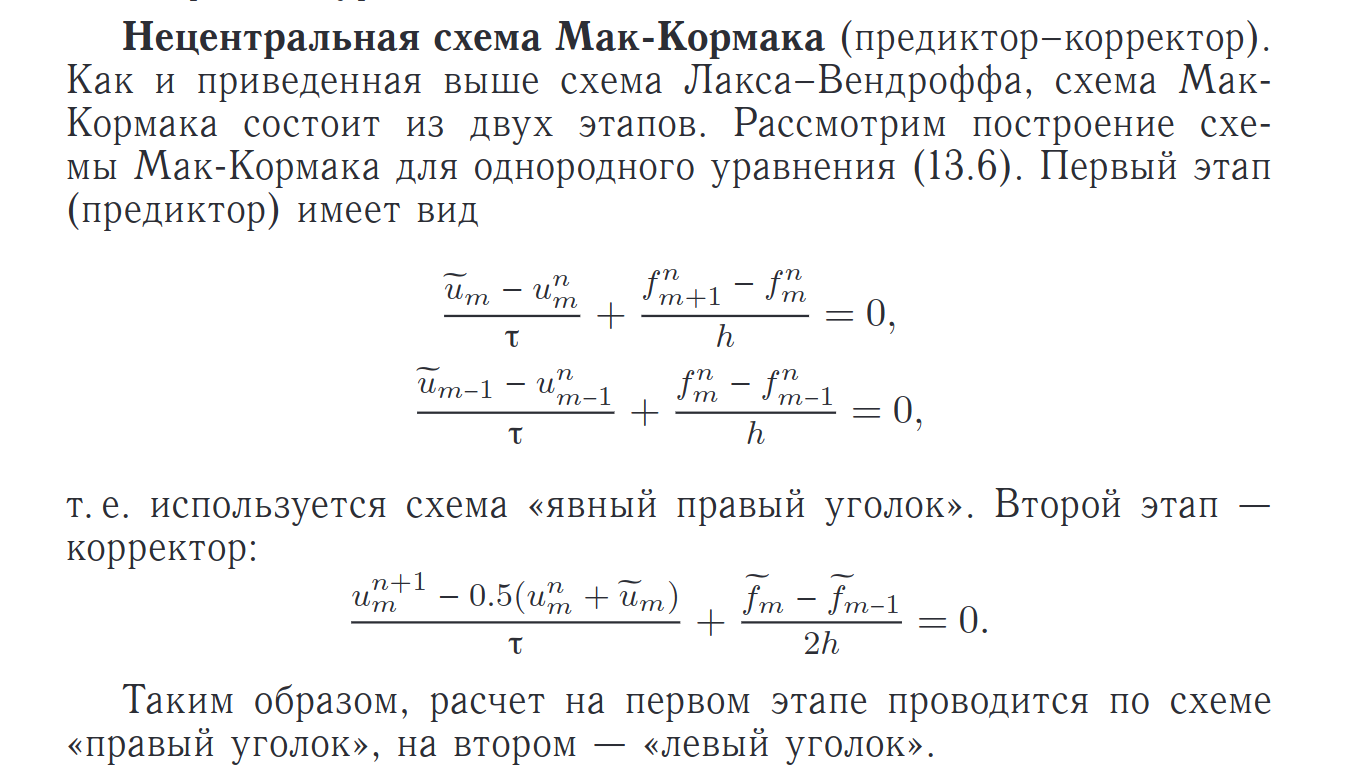 Нецентральная схема Мак-Кормака (предиктор–корректор).
Как и приведенная выше схема Лакса–Вендроффа, схема Мак-
Кормака состоит из двух этапов. Рассмотрим построение схе-
мы Мак-Кормака для однородного уравнения (13.6). Первый этап
(предиктор) имеет вид
\frac{\widetilde{u}_m - u_m^n}{τ} + \frac{f_{m+1}^n - f_m^n}{h} = 0,
\frac{\widetilde{u}_{m-1} - u_{m-1}^n}{τ} + \frac{f_m^n - f_{m-1}^n}{h} = 0,
т. е. используется схема «явный правый уголок». Второй этап —
корректор:
\frac{u_m^{n+1} - 0.5(u_m^n + \widetilde{u}_m)}{τ} + \frac{\widetilde{f}_m - \widetilde{f}_{m-1}}{2h} = 0.
Таким образом, расчет на первом этапе проводится по схеме
«правый уголок», на втором — «левый уголок».